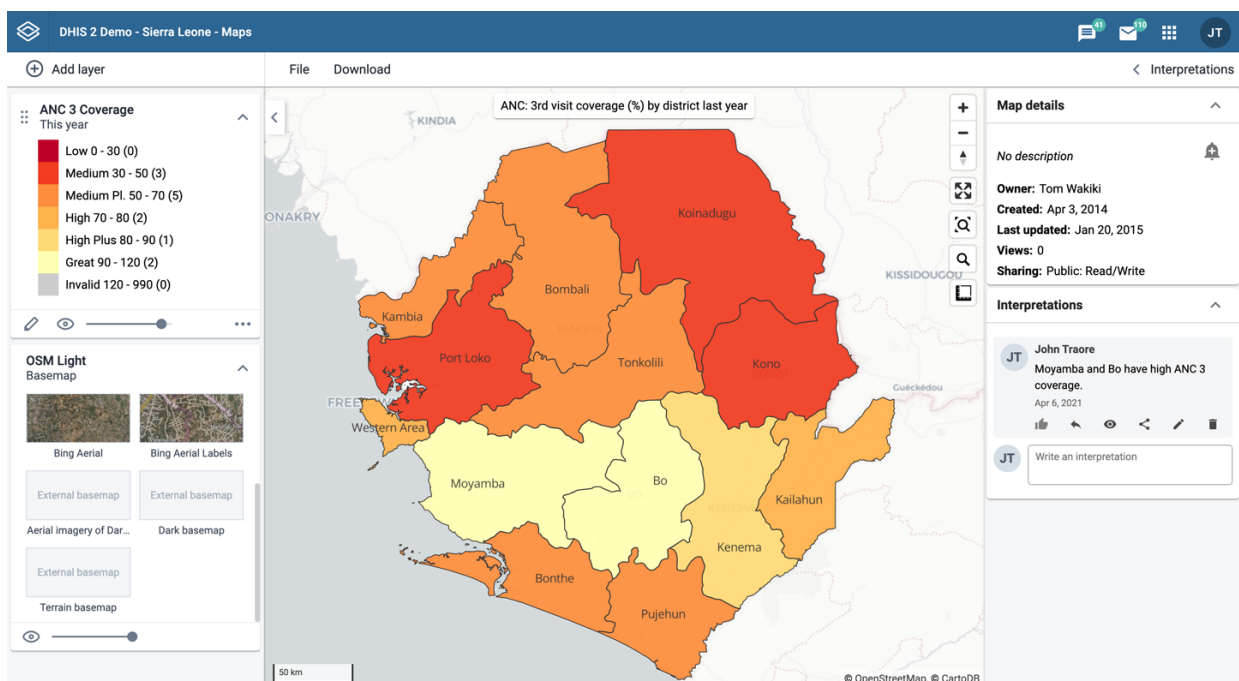 DHIS 2 Demo - Sierra Leone - Maps
41
110
JT
Add layer
File
Download
Interpretations
ANC 3 Coverage
This year
Low 0 - 30 (0)
Medium 30 - 50 (3)
Medium Pl. 50 - 70 (5)
High 70 - 80 (2)
High Plus 80 - 90 (1)
Great 90 - 120 (2)
Invalid 120 - 990 (0)
OSM Light
Basemap
Bing Aerial
Bing Aerial Labels
External basemap
External basemap
Aerial imagery of Dar...
Dark basemap
External basemap
Terrain basemap
ANC: 3rd visit coverage (%) by district last year
KINDIA
ONAKRY
Koinadugu
KISSIDOUGOU
Bombali
Kambia
MAKENI
Port Loko
Tonkolili
Kono
Guéckédou
FREE
Western Area
Moyamba
Bo
Kailahun
KENEMA
Kenema
Bonthe
Pujehun
50 km
© OpenStreetMap, © CartoDB
Map details
No description
Owner: Tom Wakiki
Created: Apr 3, 2014
Last updated: Jan 20, 2015
Views: 0
Sharing: Public: Read/Write
Interpretations
JT
John Traore
Moyamba and Bo have high ANC 3
coverage.
Apr 6, 2021
JT
Write an interpretation